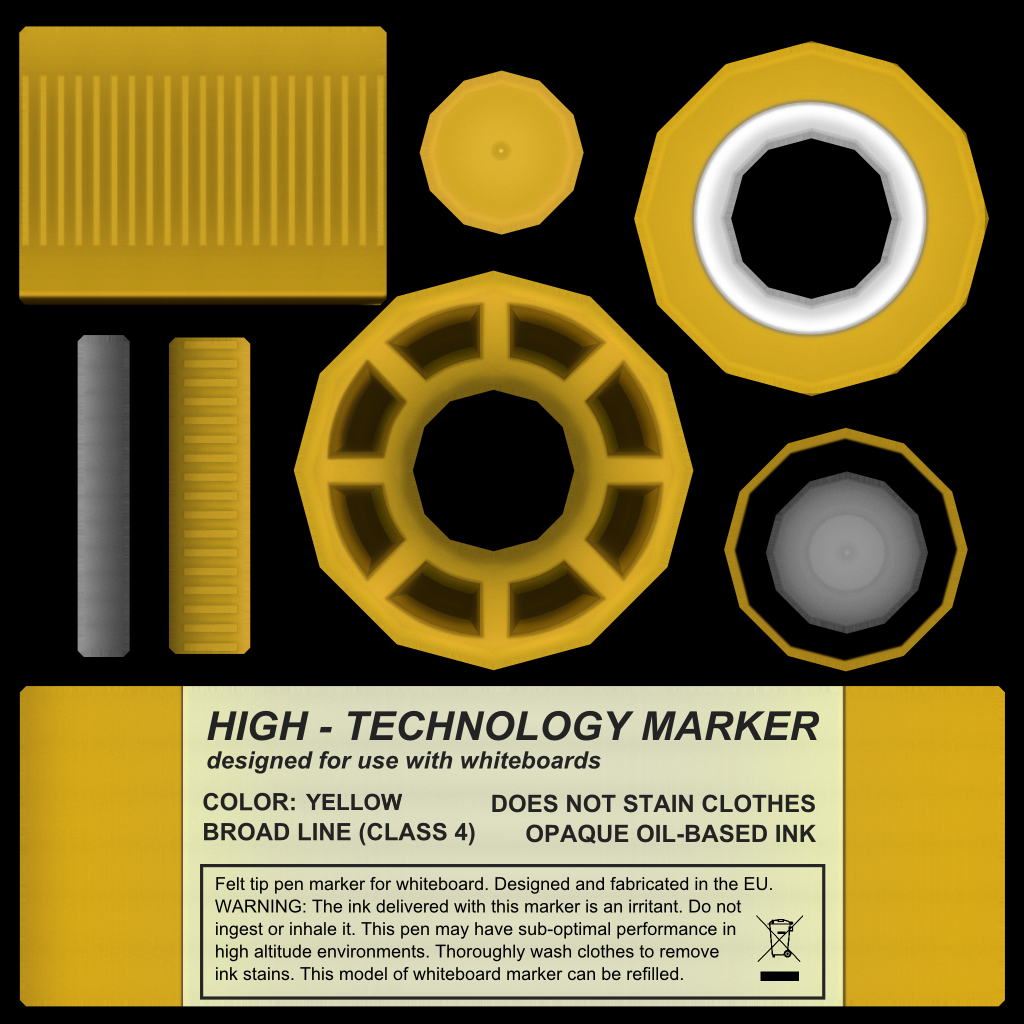 HIGH - TECHNOLOGY MARKER
designed for use with whiteboards
COLOR: YELLOW
BROAD LINE (CLASS 4)
DOES NOT STAIN CLOTHES
OPAQUE OIL-BASED INK
Felt tip pen marker for whiteboard. Designed and fabricated in the EU.
WARNING: The ink delivered with this marker is an irritant. Do not
ingest or inhale it. This pen may have sub-optimal performance in
high altitude environments. Thoroughly wash clothes to remove
ink stains. This model of whiteboard marker can be refilled.